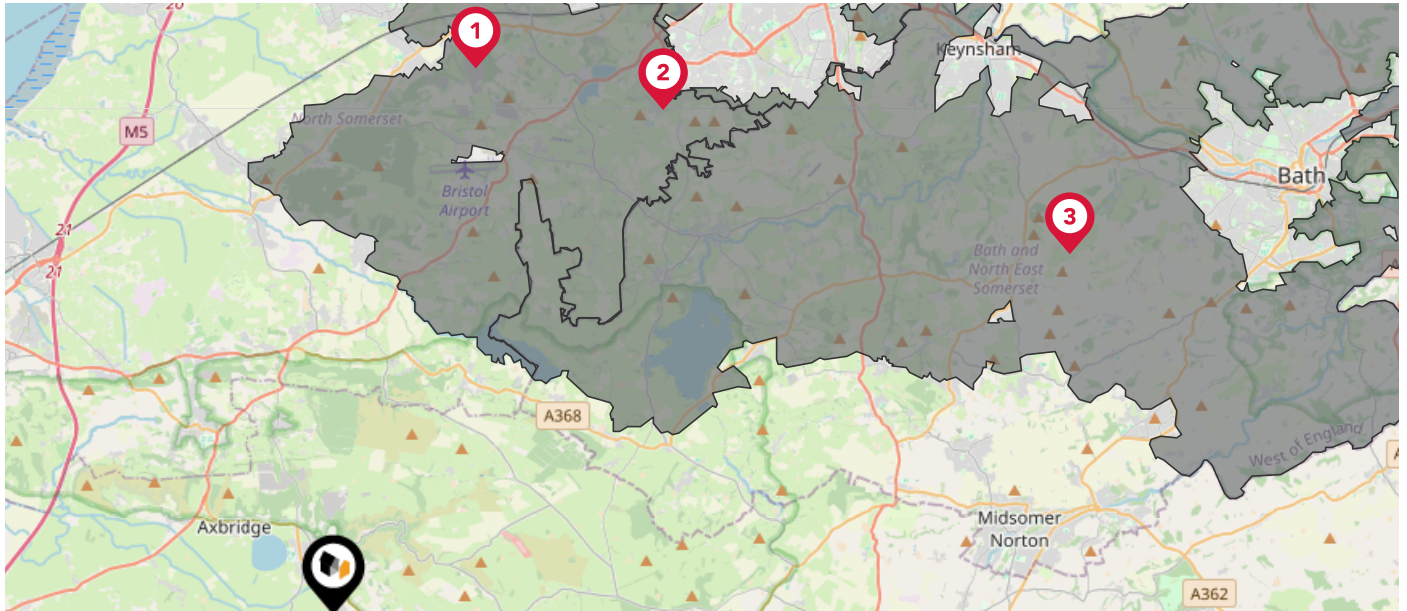 20
1
2
Keynsham
North Somerset
M5
Bristol
Airport
Bath
3
21
21
Bath and
North East
Somerset
A368
West of England
Axbridge
Midsomer
Norton
A362